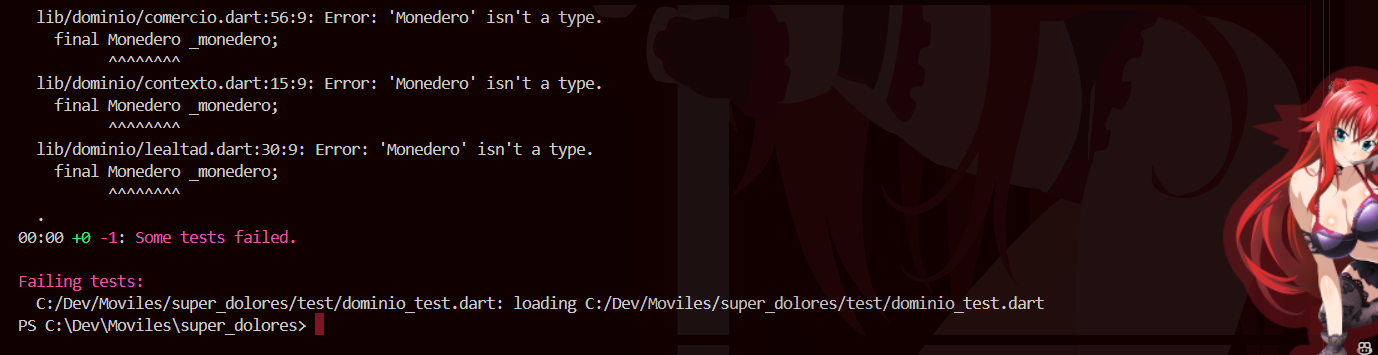 lib/dominio/comercio.dart:56:9: Error: 'Monedero' isn't a type.
final Monedero _monedero;
^^^^^^^^
lib/dominio/contexto.dart:15:9: Error: 'Monedero' isn't a type.
final Monedero _monedero;
^^^^^^^^
lib/dominio/lealtad.dart:30:9: Error: 'Monedero' isn't a type.
final Monedero _monedero;
^^^^^^^^
.
00:00 +0 -1: Some tests failed.
Failing tests:
C:/Dev/Moviles/super_dolores/test/dominio_test.dart: loading C:/Dev/Moviles/super_dolores/test/dominio_test.dart
PS C:\Dev\Moviles\super_dolores>